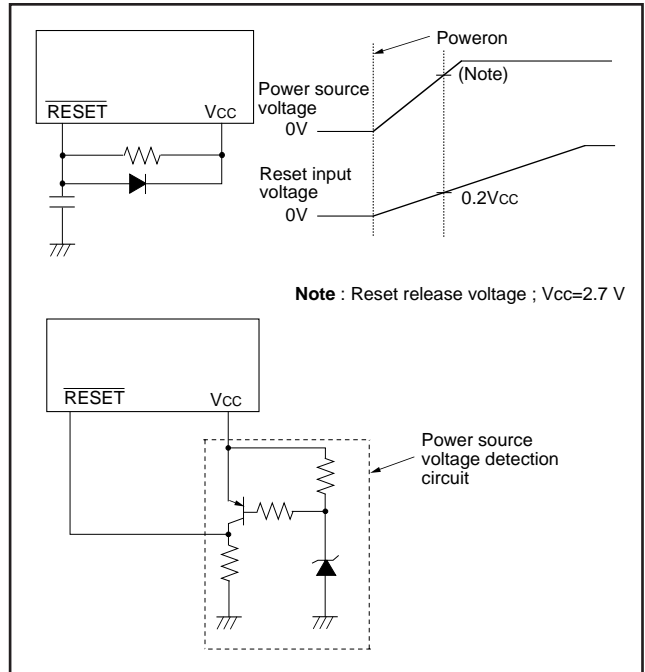 RESET
Vcc
Poweron
(Note)
Power source
voltage
0V
Reset input
voltage
0V
0.2Vcc
Note : Reset release voltage ; Vcc=2.7 V
RESET
Vcc
Power source
voltage detection
circuit